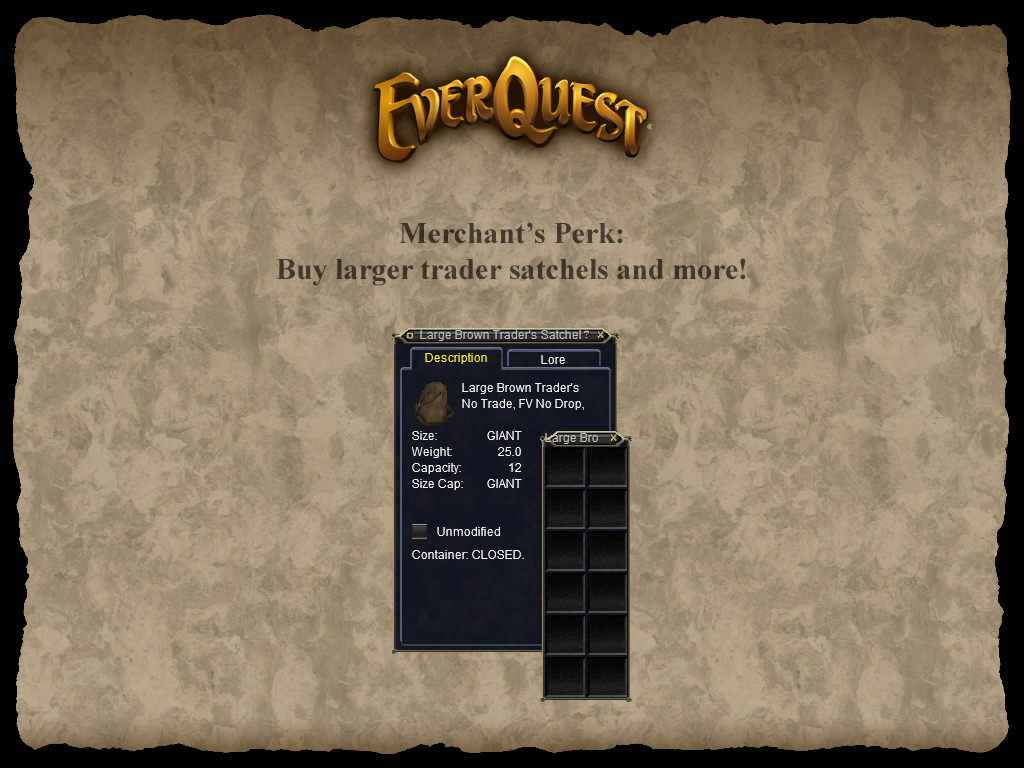 EVERQUEST
Merchant’s Perk:
Buy larger trader satchels and more!
Large Brown Trader's Satchel ? X
Description Lore
Large Brown Trader's
No Trade, FV No Drop,
Size: GIANT
Weight: 25.0
Capacity: 12
Size Cap: GIANT
Unmodified
Container: CLOSED.
Large Bro X